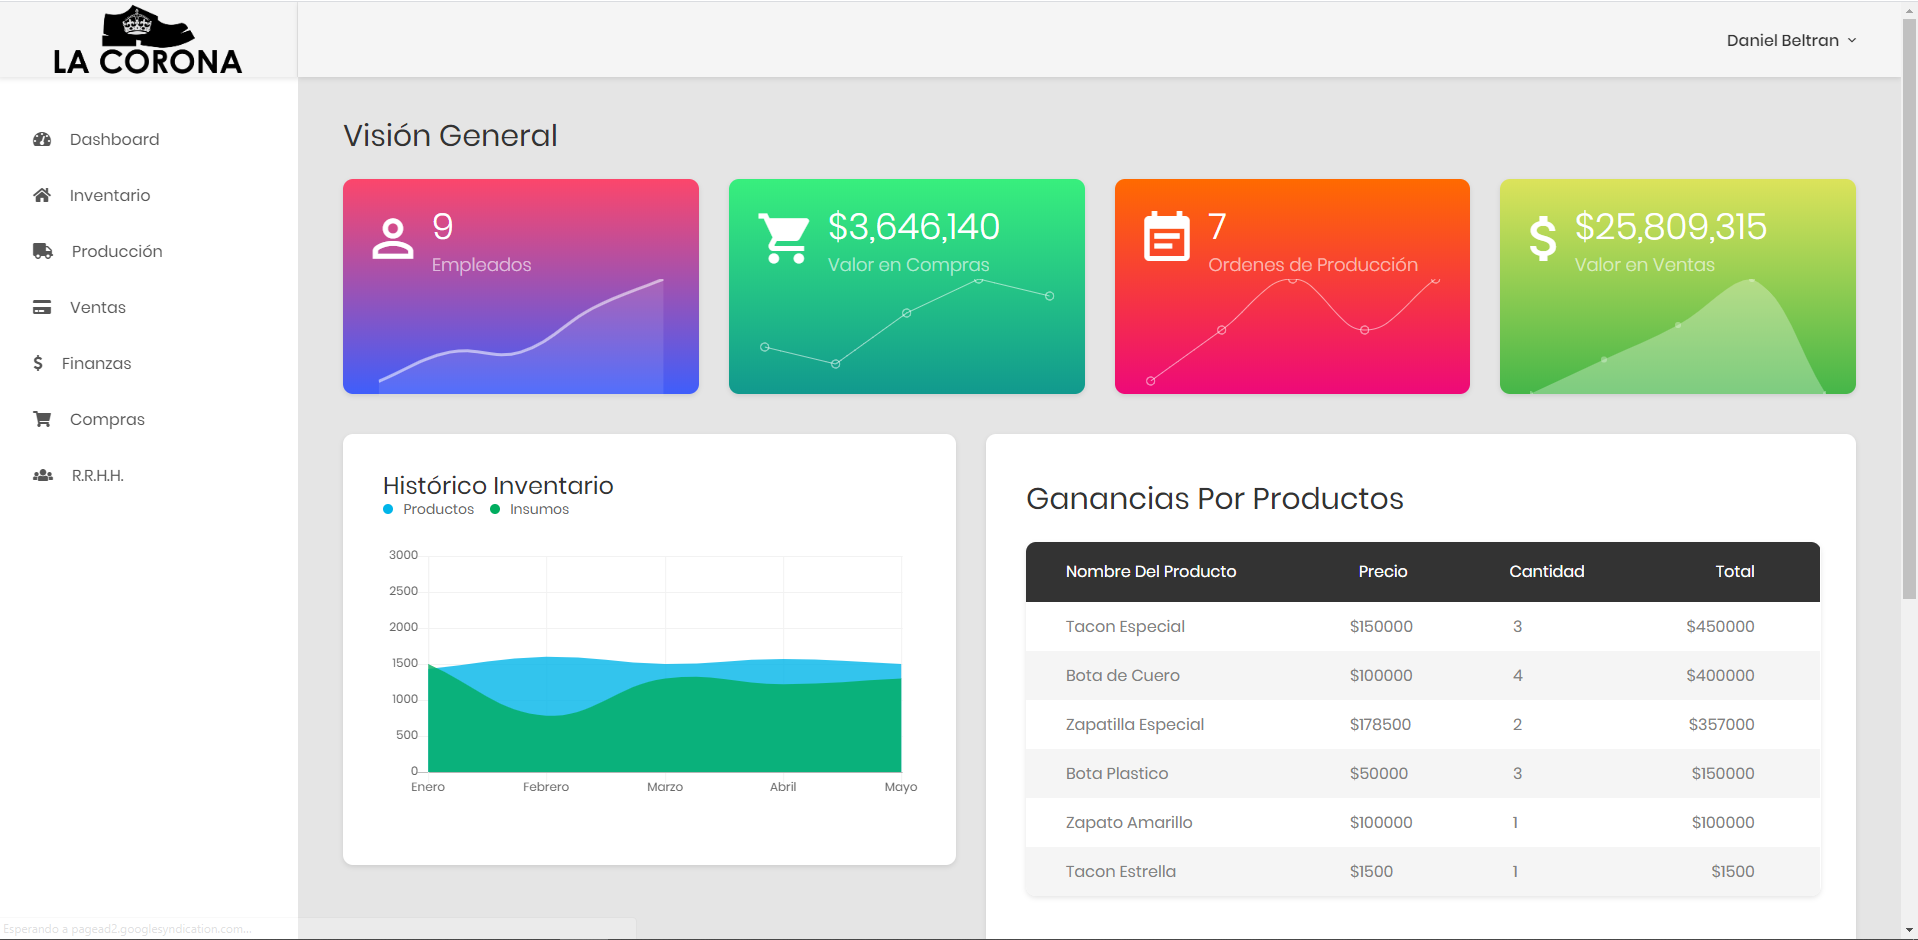 LA CORONA
Daniel Beltran
Dashboard
Inventario
Producción
Ventas
Finanzas
Compras
R.R.H.H.
Visión General
9
Empleados
$3,646,140
Valor en Compras
7
Ordenes de Producción
$25,809,315
Valor en Ventas
Histórico Inventario
Productos Insumos
3000
2500
2000
1500
1000
500
0
Enero Febrero Marzo Abril Mayo
Ganancias Por Productos
Nombre Del Producto Precio Cantidad Total
Tacon Especial $150000 3 $450000
Bota de Cuero $100000 4 $400000
Zapatilla Especial $178500 2 $357000
Bota Plastico $50000 3 $150000
Zapato Amarillo $100000 1 $100000
Tacon Estrella $1500 1 $1500
Esperando a pagead2.googlesyndication.com...